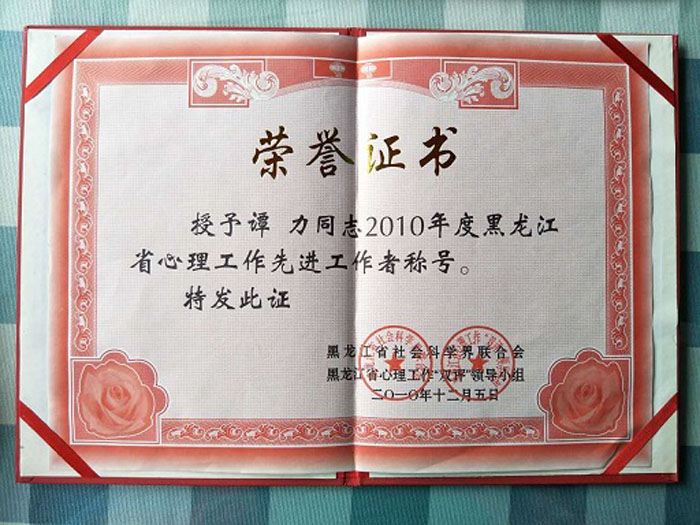 荣誉证书
授予谭 力同志2010年度黑龙江
省心理工作先进工作者称号。
特发此证
黑龙江省社会科学界联合会
黑龙江省心理工作“双评”领导小组
二〇一〇年十二月五日